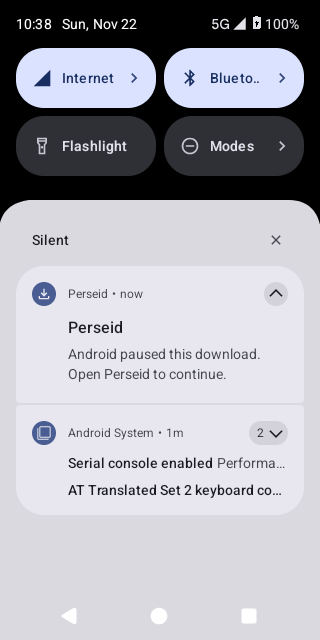 10:38 Sun, Nov 22 5G 100%
Internet Blueto..
Flashlight Modes
Silent
Perseid • now
Perseid
Android paused this download.
Open Perseid to continue.
Android System • 1m 2
Serial console enabled Performa…
AT Translated Set 2 keyboard co…